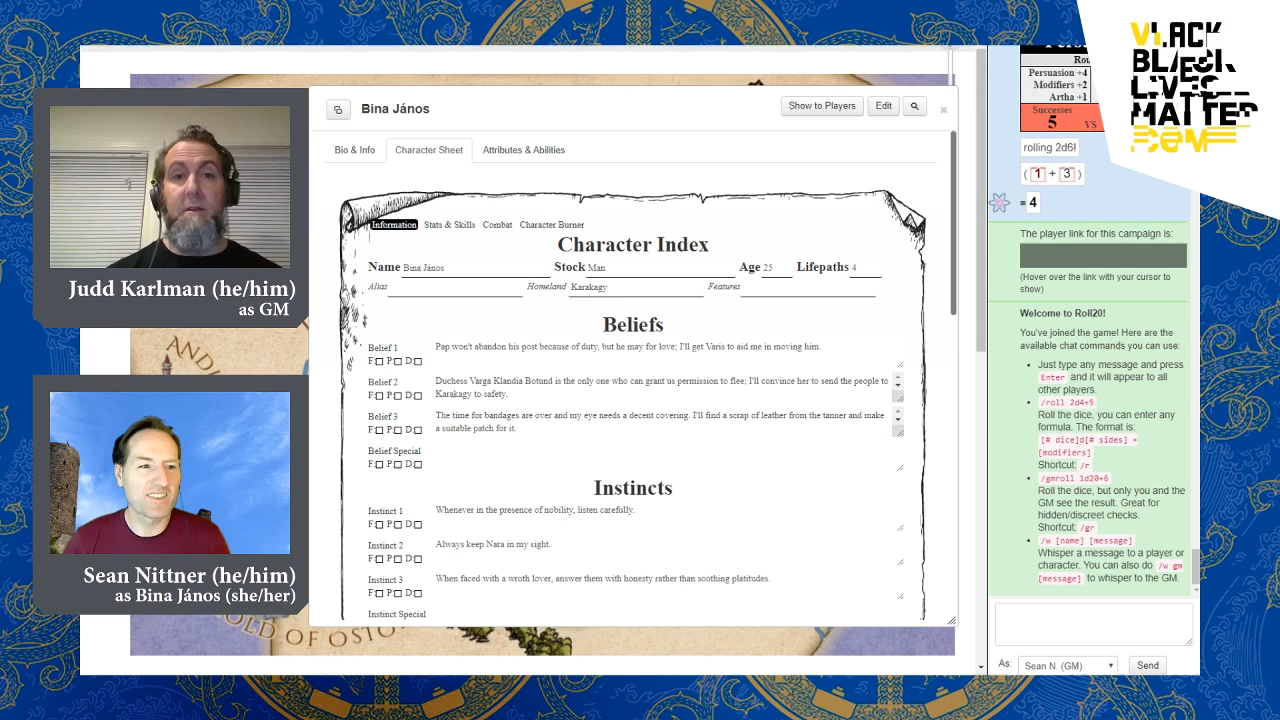 Judd Karlman (he/him)
as GM
Sean Nittner (he/him)
as Bina János (she/her)
Bina János
Show to Players
Edit
Bio & Info
Character Sheet
Attributes & Abilities
Information Stats & Skills Combat Character Burner
Character Index
Name Bina János Stock Man Age 25 Lifepaths 4
Alias Homeland Karakagy Features
Beliefs
Belief 1
F: P: D:
Pap won't abandon his post because of duty, but he may for love; I'll get Varis to aid me in moving him.
Belief 2
F: P: D:
Duchess Varga Klandia Botund is the only one who can grant us permission to flee; I'll convince her to send the people to
Karakagy to safety.
Belief 3
F: P: D:
The time for bandages are over and my eye needs a decent covering. I'll find a scrap of leather from the tanner and make
a suitable patch for it.
Belief Special
F: P: D:
Instincts
Instinct 1
F: P: D:
Whenever in the presence of nobility, listen carefully.
Instinct 2
F: P: D:
Always keep Nara in my sight.
Instinct 3
F: P: D:
When faced with a wroth lover, answer them with honesty rather than soothing platitudes.
Instinct Special
AND
OLD OF OSTO
Persuasion +4
Modifiers +2
Artha +1
Successes
5 VS
rolling 2d6!
( 1 + 3 )
= 4
The player link for this campaign is:
(Hover over the link with your cursor to
show)
Welcome to Roll20!
You've joined the game! Here are the
available chat commands you can use:
• Just type any message and press
Enter and it will appear to all
other players.
• /roll 2d4+5
Roll the dice, you can enter any
formula. The format is:
[# dice]d[# sides] +
[modifiers]
Shortcut: /r
• /gmroll 1d20+6
Roll the dice, but only you and the
GM see the result. Great for
hidden/discreet checks.
Shortcut: /gr
• /w [name] [message]
Whisper a message to a player or
character. You can also do /w gm
[message] to whisper to the GM.
As: Sean N. (GM) Send
LIVES
MATTER